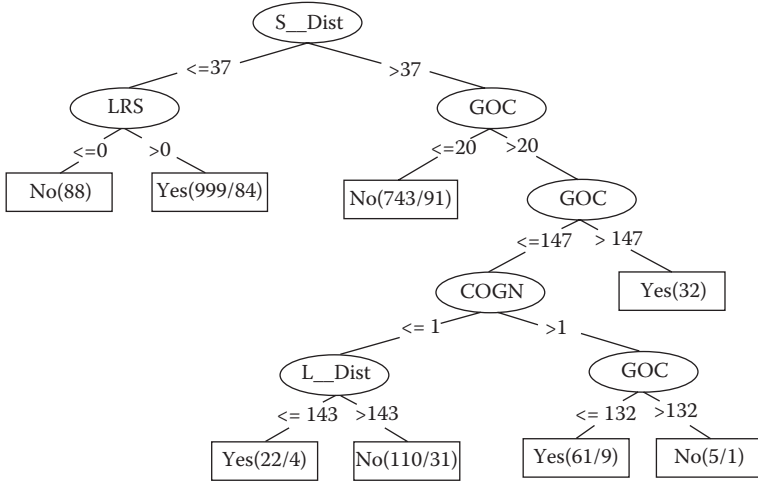 S__Dist
<=37 >37
LRS GOC
<=0 >0 <=20 >20
No(88) Yes(999/84) No(743/91) GOC
<=147 > 147
COGN Yes(32)
<= 1 >1
L__Dist GOC
<= 143 >143 <= 132 >132
Yes(22/4) No(110/31) Yes(61/9) No(5/1)